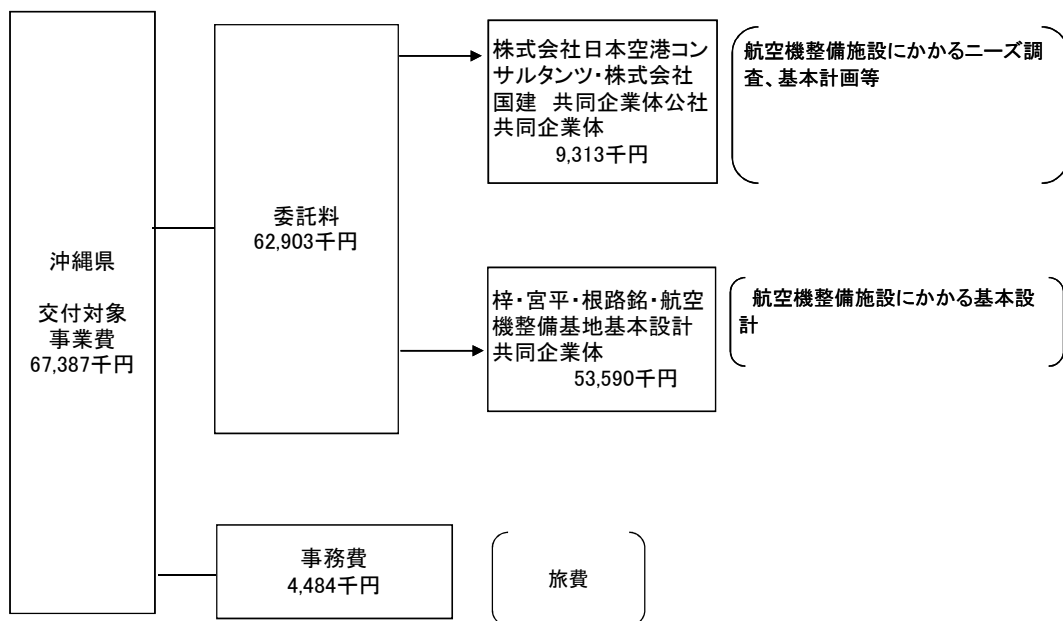 沖縄県
交付対象
事業費
67,387千円
委託料
62,903千円
株式会社日本空港コン
サルタンツ・株式会社
国建　共同企業体公社
共同企業体
9,313千円
航空機整備施設にかかるニーズ調
査、基本計画等
梓・宮平・根路銘・航空
機整備基地基本設計
共同企業体
53,590千円
航空機整備施設にかかる基本設
計
事務費
4,484千円
旅費